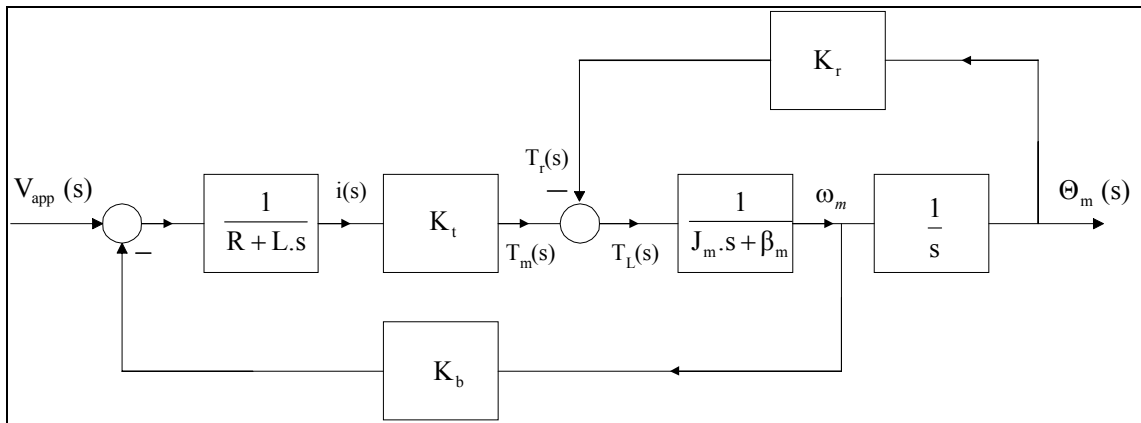 K_r
T_r(s)
−
V_app (s)
1 / (R + L.s)
i(s)
K_t
T_m(s)
T_L(s)
1 / (J_m.s + β_m)
ω_m
1 / s
Θ_m (s)
−
K_b